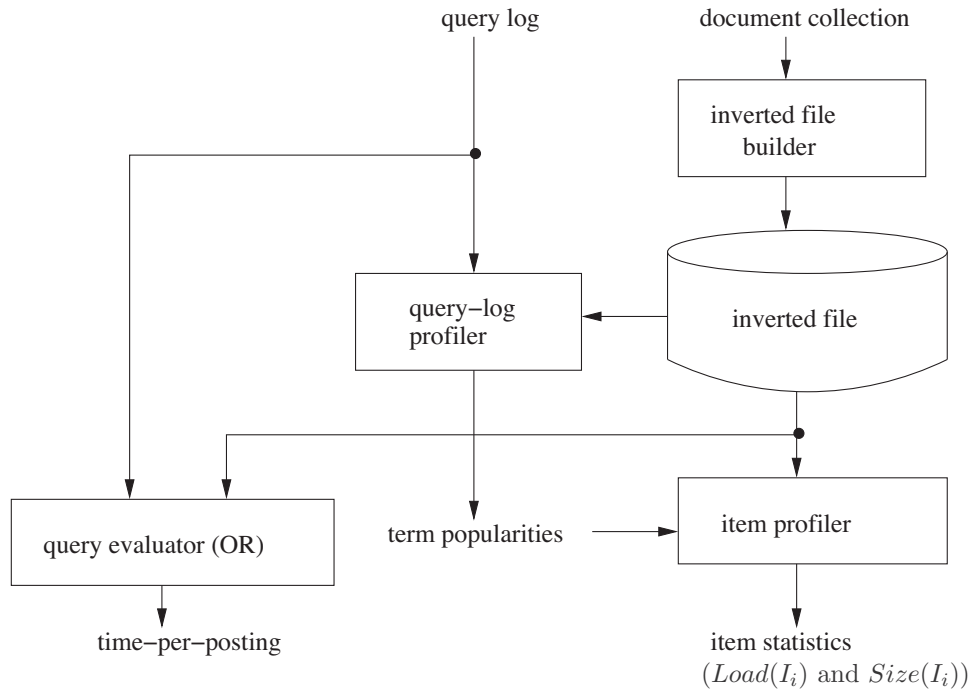 query log
document collection
inverted file
builder
query−log
profiler
inverted file
query evaluator (OR)
term popularities
item profiler
time−per−posting
item statistics
(Load(I_i) and Size(I_i))